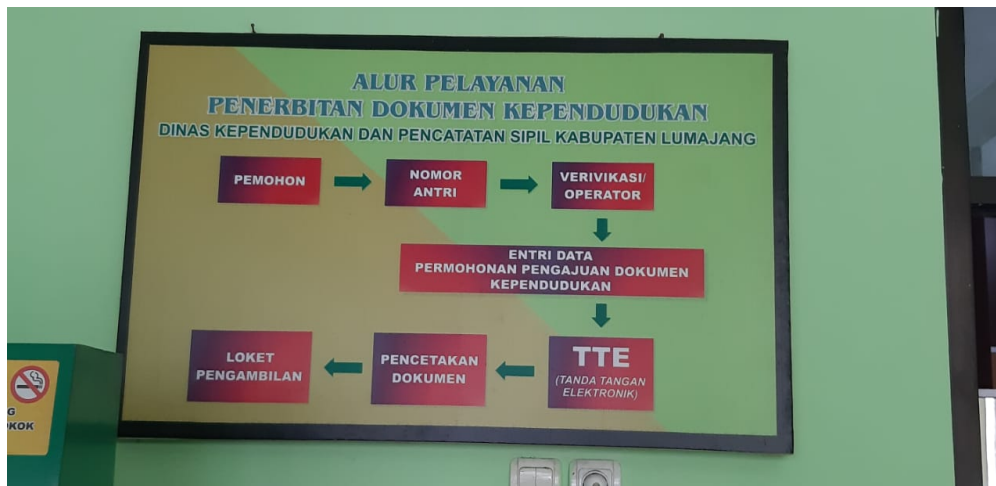 ALUR PELAYANAN
PENERBITAN DOKUMEN KEPENDUDUKAN
DINAS KEPENDUDUKAN DAN PENCATATAN SIPIL KABUPATEN LUMAJANG
PEMOHON
NOMOR
ANTRI
VERIVIKASI/
OPERATOR
ENTRI DATA
PERMOHONAN PENGAJUAN DOKUMEN
KEPENDUDUKAN
TTE
(TANDA TANGAN
ELEKTRONIK)
PENCETAKAN
DOKUMEN
LOKET
PENGAMBILAN